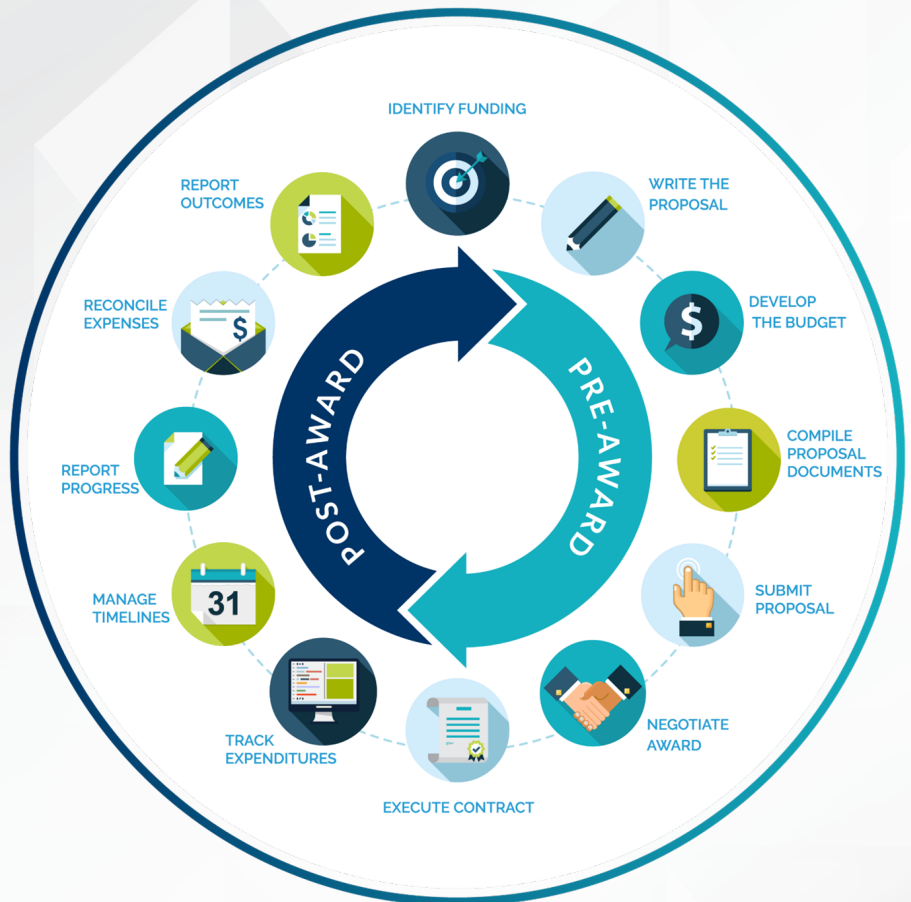 IDENTIFY FUNDING
WRITE THE
PROPOSAL
DEVELOP
THE BUDGET
$
COMPILE
PROPOSAL
DOCUMENTS
SUBMIT
PROPOSAL
NEGOTIATE
AWARD
EXECUTE CONTRACT
TRACK
EXPENDITURES
MANAGE
TIMELINES
31
REPORT
PROGRESS
RECONCILE
EXPENSES
$
REPORT
OUTCOMES
PRE-AWARD
POST-AWARD